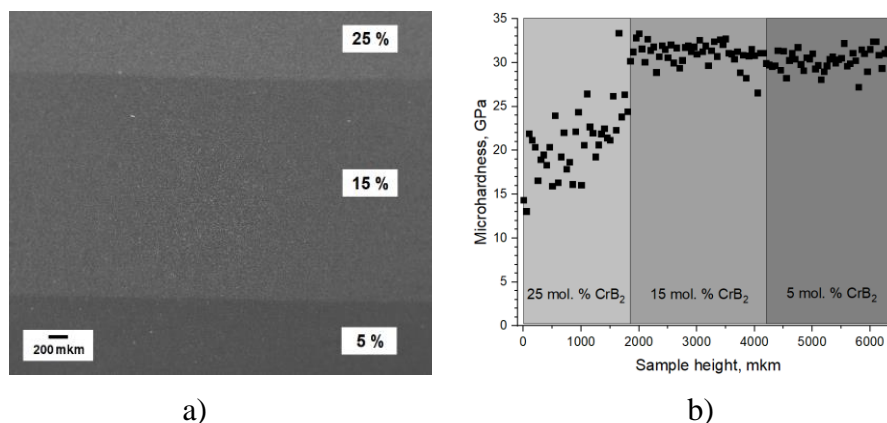 25 %
15 %
5 %
200 mkm
a)
Microhardness, GPa
35
30
25
20
15
10
5
0
25 mol. % CrB₂
15 mol. % CrB₂
5 mol. % CrB₂
0
1000
2000
3000
4000
5000
6000
Sample height, mkm
b)